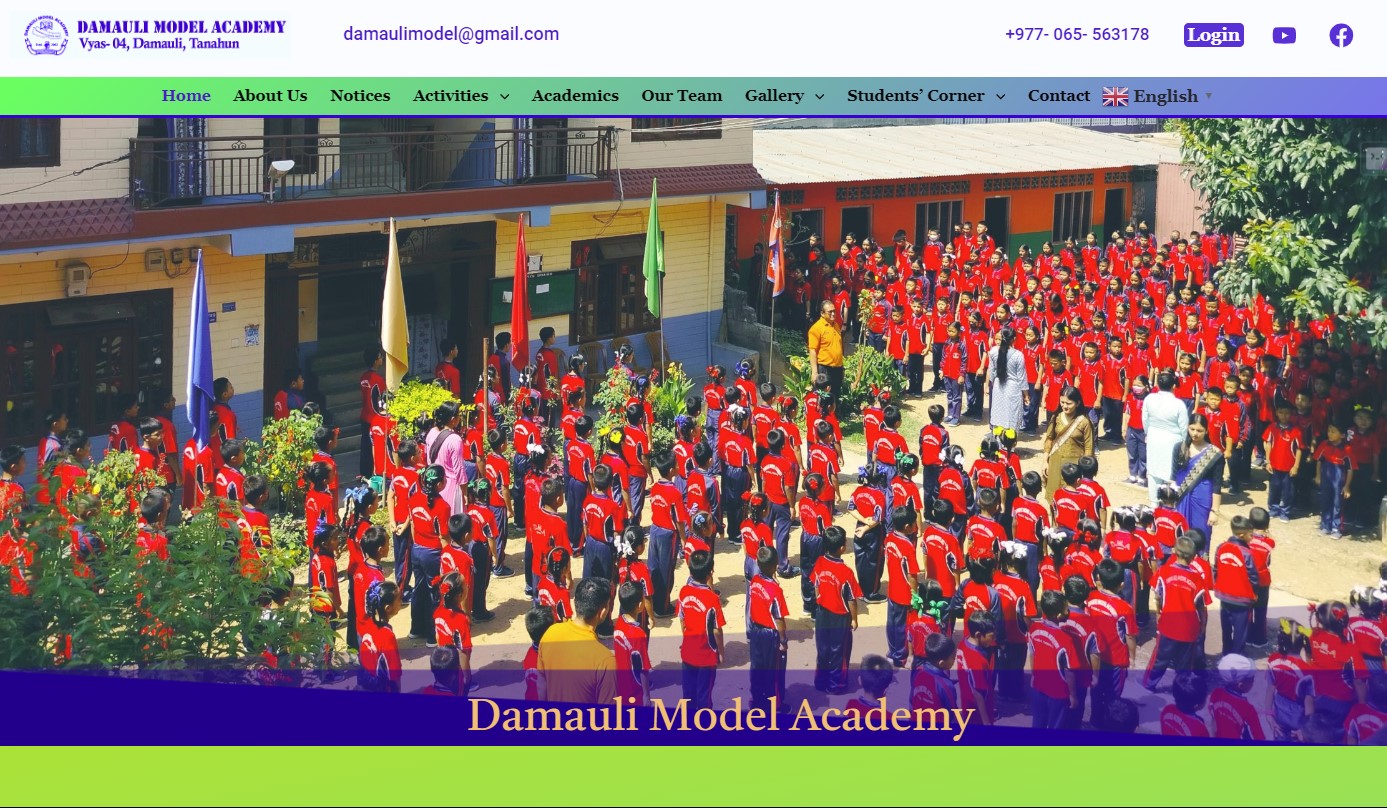 DAMAULI MODEL ACADEMY
Vyas- 04, Damauli, Tanahun
damaulimodel@gmail.com
+977- 065- 563178
Login
Home
About Us
Notices
Activities
Academics
Our Team
Gallery
Students’ Corner
Contact
English
Damauli Model Academy